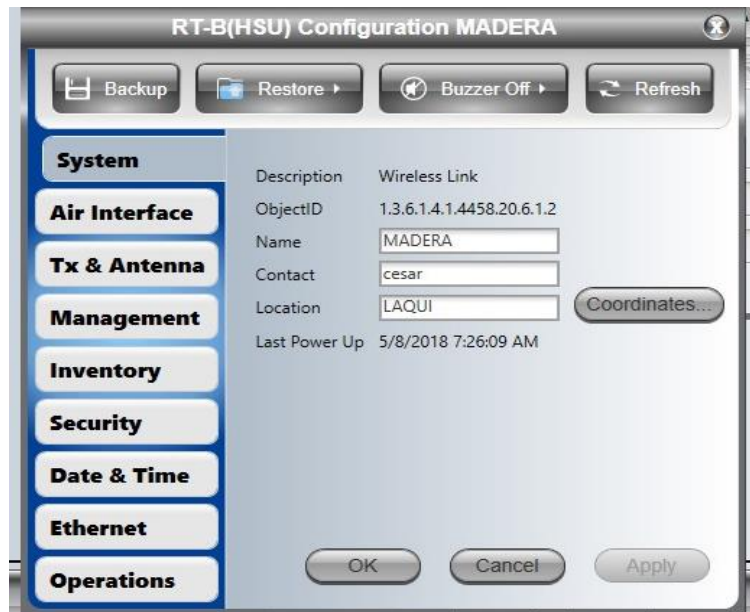 RT-B(HSU) Configuration MADERA
Backup Restore Buzzer Off Refresh
System
Air Interface
Tx & Antenna
Management
Inventory
Security
Date & Time
Ethernet
Operations
Description Wireless Link
ObjectID 1.3.6.1.4.1.4458.20.6.1.2
Name MADERA
Contact cesar
Location LAQUI Coordinates...
Last Power Up 5/8/2018 7:26:09 AM
OK Cancel Apply